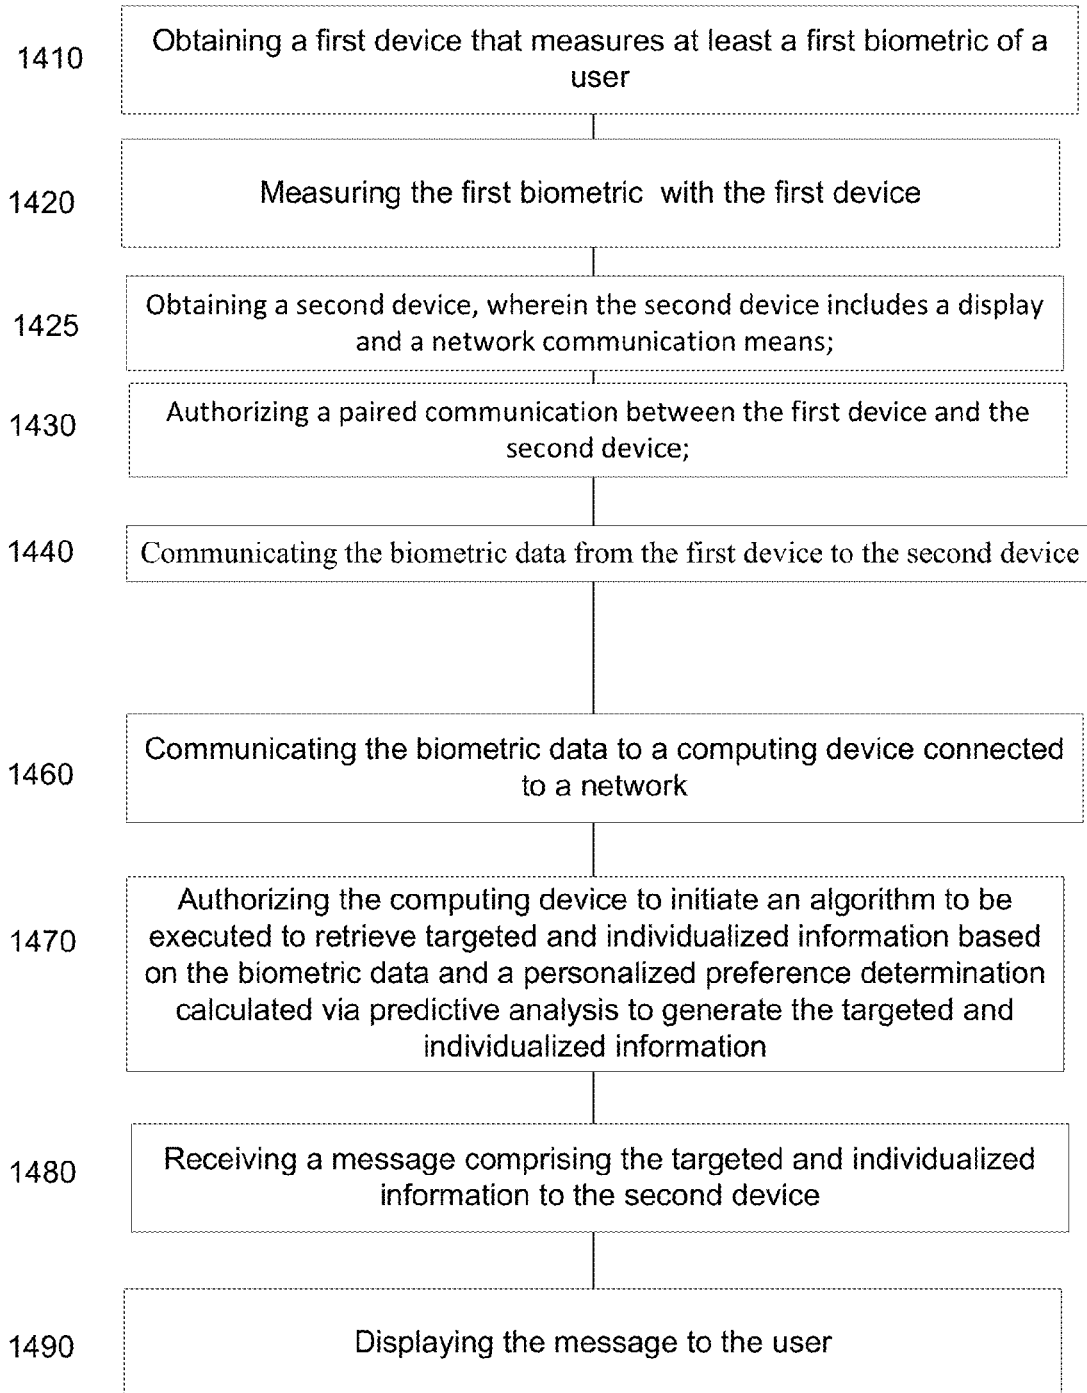 1410
Obtaining a first device that measures at least a first biometric of a
user
1420
Measuring the first biometric with the first device
1425
Obtaining a second device, wherein the second device includes a display
and a network communication means;
1430
Authorizing a paired communication between the first device and the
second device;
1440
Communicating the biometric data from the first device to the second device
1460
Communicating the biometric data to a computing device connected
to a network
1470
Authorizing the computing device to initiate an algorithm to be
executed to retrieve targeted and individualized information based
on the biometric data and a personalized preference determination
calculated via predictive analysis to generate the targeted and
individualized information
1480
Receiving a message comprising the targeted and individualized
information to the second device
1490
Displaying the message to the user